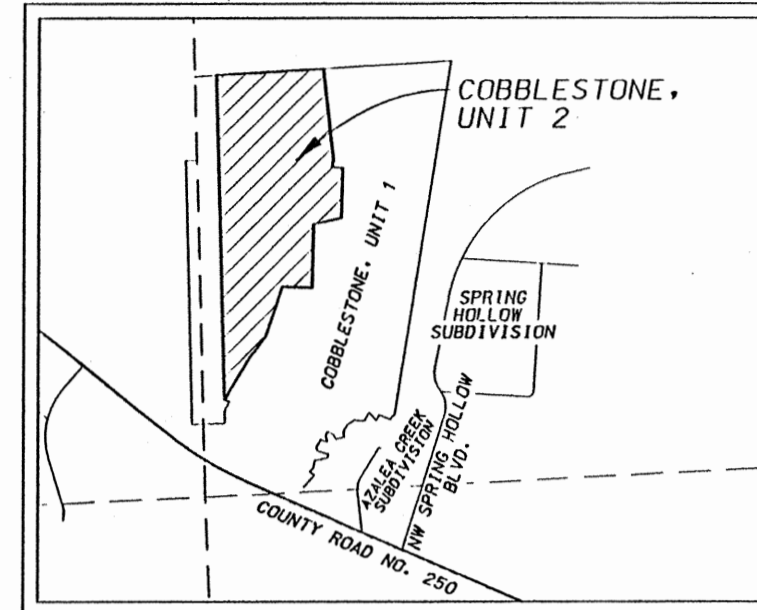 COBBLESTONE,
UNIT 2
COBBLESTONE, UNIT 1
SPRING
HOLLOW
SUBDIVISION
AZALEA CREEK
SUBDIVISION
NW SPRING HOLLOW
BLVD.
COUNTY ROAD NO. 250